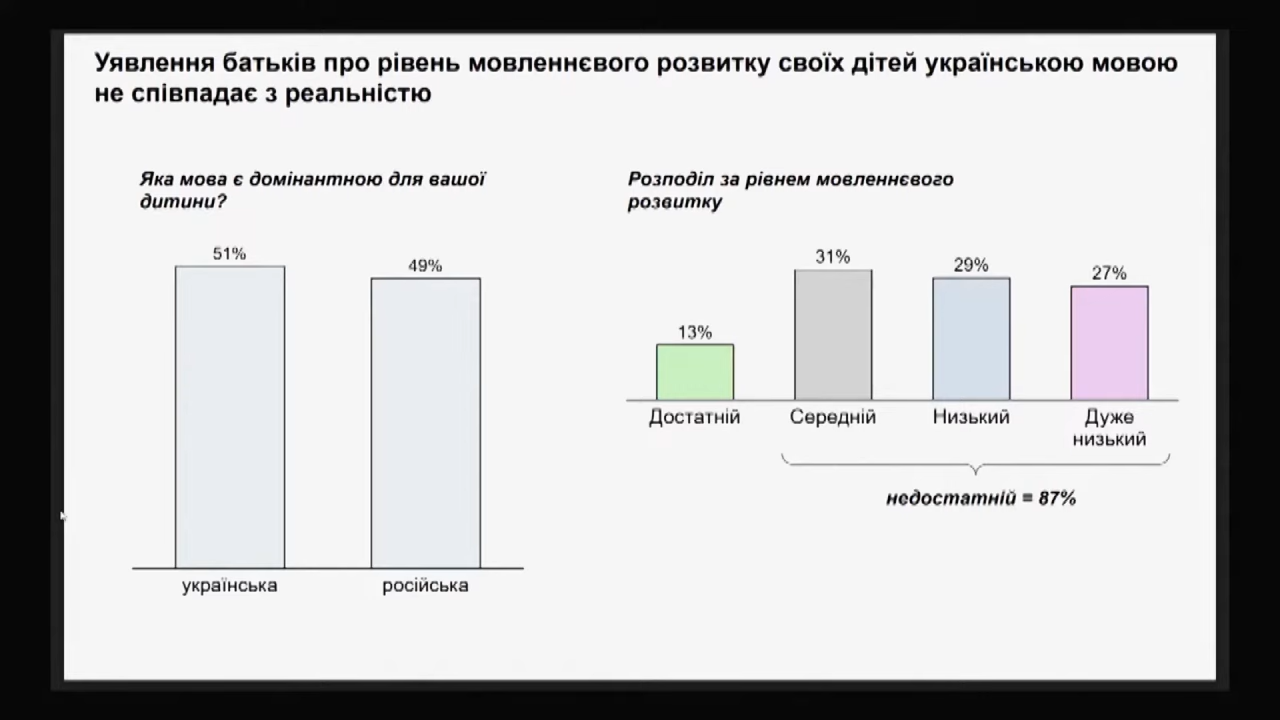 Уявлення батьків про рівень мовленнєвого розвитку своїх дітей українською мовою
не співпадає з реальністю
Яка мова є домінантною для вашої
дитини?
51%
49%
українська
російська
Розподіл за рівнем мовленнєвого
розвитку
13%
31%
29%
27%
Достатній
Середній
Низький
Дуже
низький
недостатній = 87%